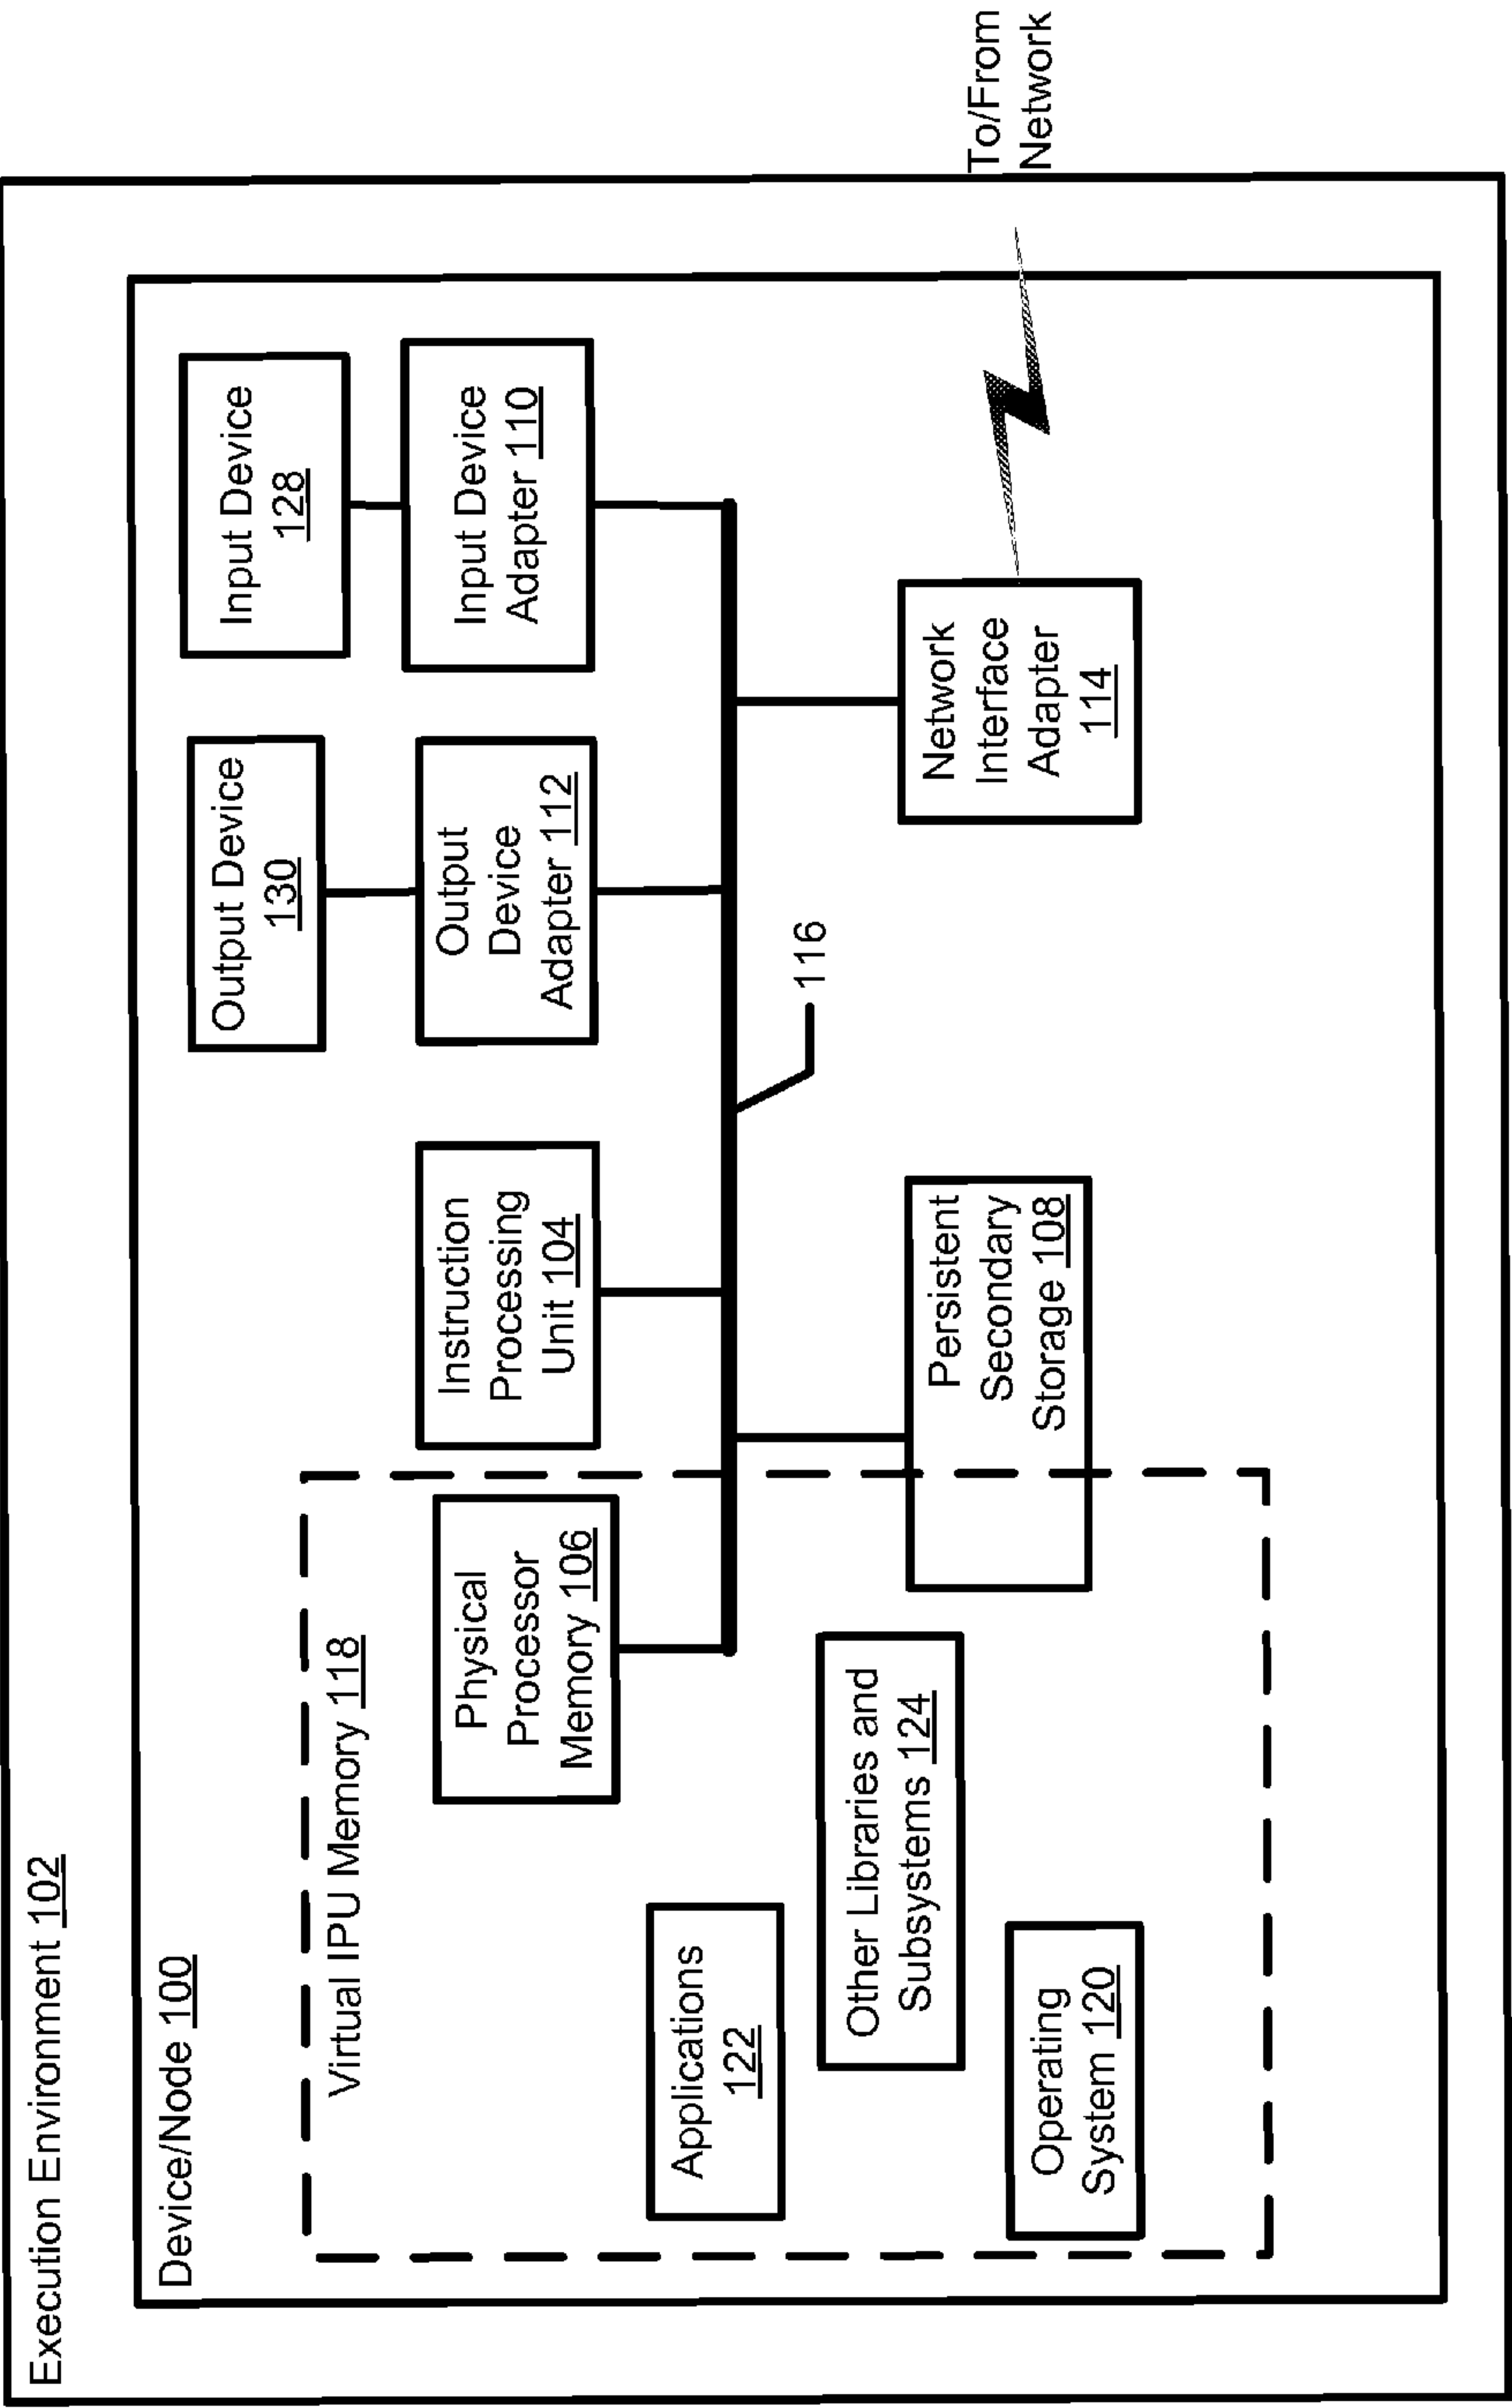 Execution Environment 102
Device/Node 100
Virtual IPU Memory 118
Physical
Processor
Memory 106
Instruction
Processing
Unit 104
Output Device
130
Output
Device
Adapter 112
Input Device
128
Input Device
Adapter 110
Applications
122
Other Libraries and
Subsystems 124
Operating
System 120
Persistent
Secondary
Storage 108
116
Network
Interface
Adapter
114
To/From
Network